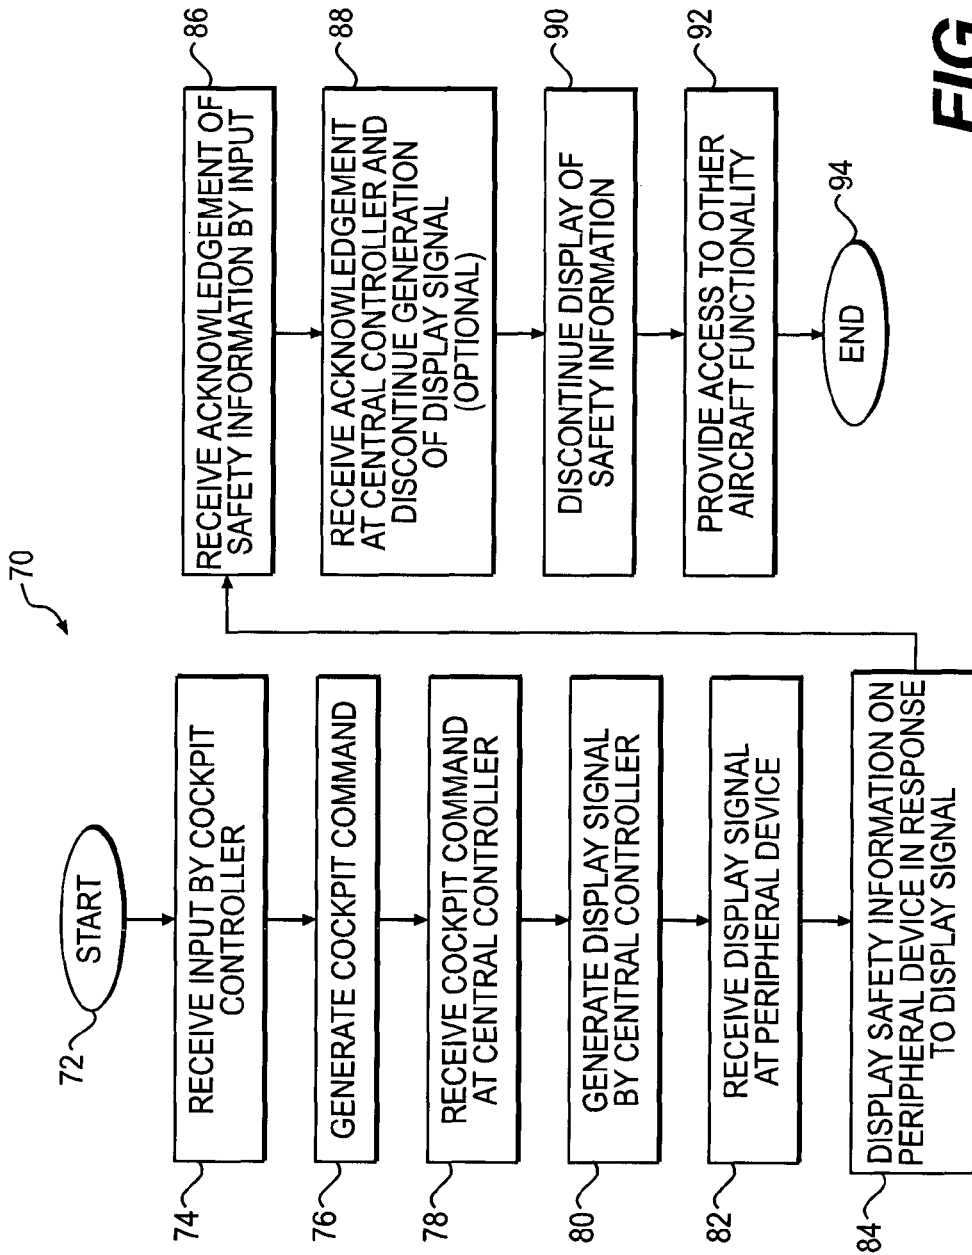 70
START
72
RECEIVE INPUT BY COCKPIT
CONTROLLER
74
GENERATE COCKPIT COMMAND
76
RECEIVE COCKPIT COMMAND
AT CENTRAL CONTROLLER
78
GENERATE DISPLAY SIGNAL
BY CENTRAL CONTROLLER
80
RECEIVE DISPLAY SIGNAL
AT PERIPHERAL DEVICE
82
DISPLAY SAFETY INFORMATION ON
PERIPHERAL DEVICE IN RESPONSE
TO DISPLAY SIGNAL
84
RECEIVE ACKNOWLEDGEMENT OF
SAFETY INFORMATION BY INPUT
86
RECEIVE ACKNOWLEDGEMENT
AT CENTRAL CONTROLLER AND
DISCONTINUE GENERATION
OF DISPLAY SIGNAL
(OPTIONAL)
88
DISCONTINUE DISPLAY OF
SAFETY INFORMATION
90
PROVIDE ACCESS TO OTHER
AIRCRAFT FUNCTIONALITY
92
END
94
FIG